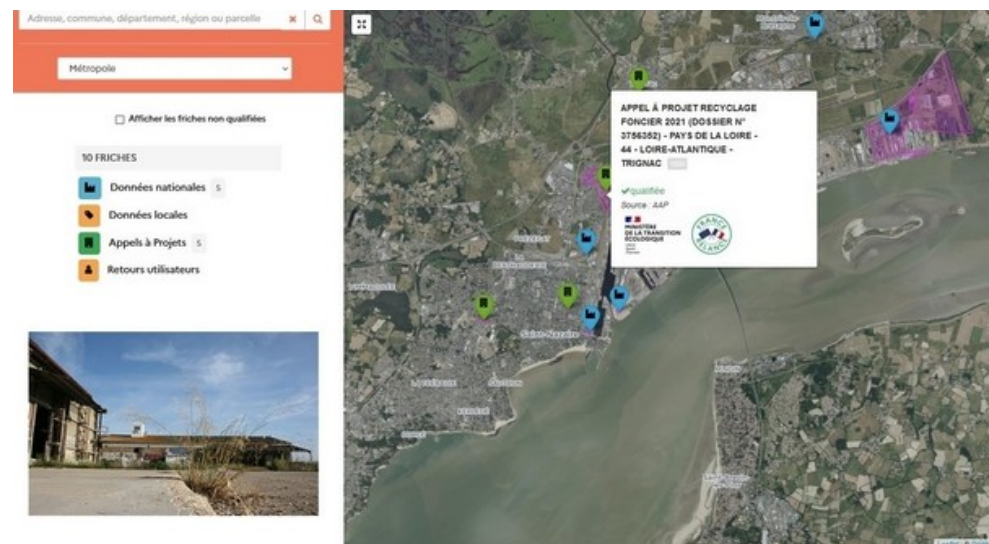 Adresse, commune, département, région ou parcelle
Métropole
Afficher les friches non qualifiées
10 FRICHES
Données nationales 5
Données locales
Appels à Projets 5
Retours utilisateurs
APPEL À PROJET RECYCLAGE
FONCIER 2021 (DOSSIER N°
3756352) - PAYS DE LA LOIRE -
44 - LOIRE-ATLANTIQUE -
TRIGNAC
qualifiée
Source : AAP
MINISTÈRE
DE LA TRANSITION
ÉCOLOGIQUE
FRANCE
RELANCE
Saint-Nazaire